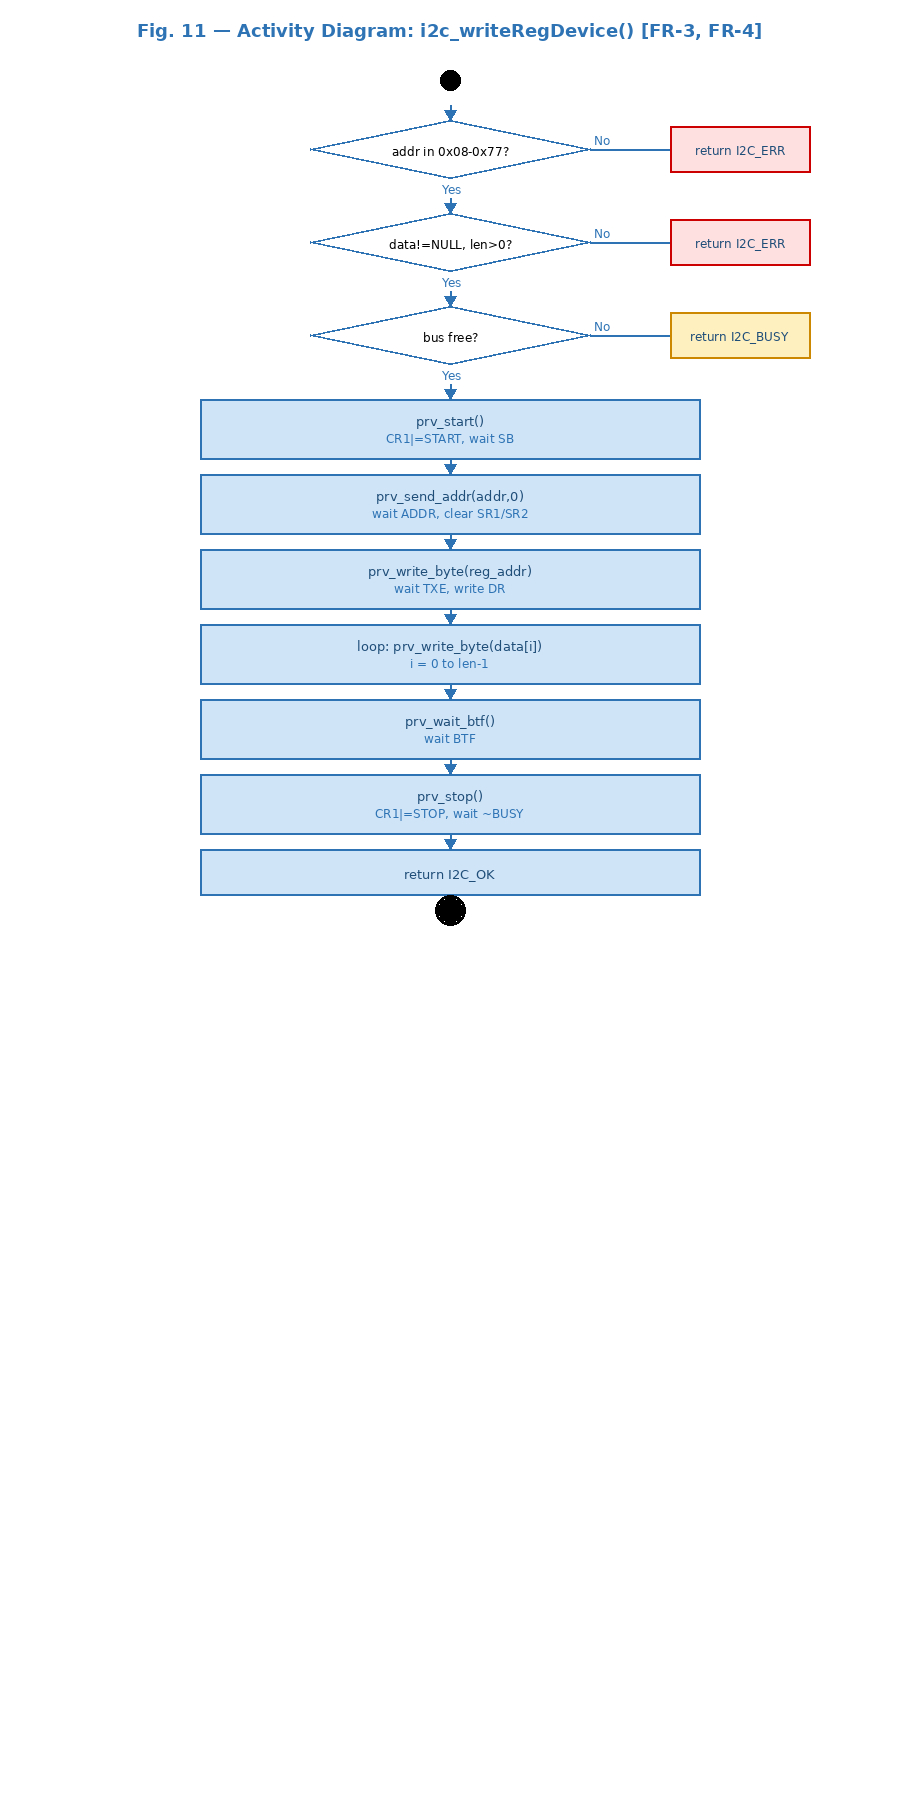 Fig. 11 — Activity Diagram: i2c_writeRegDevice() [FR-3, FR-4]
addr in 0x08-0x77?
No
return I2C_ERR
Yes
data!=NULL, len>0?
No
return I2C_ERR
Yes
bus free?
No
return I2C_BUSY
Yes
prv_start()
CR1|=START, wait SB
prv_send_addr(addr,0)
wait ADDR, clear SR1/SR2
prv_write_byte(reg_addr)
wait TXE, write DR
loop: prv_write_byte(data[i])
i = 0 to len-1
prv_wait_btf()
wait BTF
prv_stop()
CR1|=STOP, wait ~BUSY
return I2C_OK